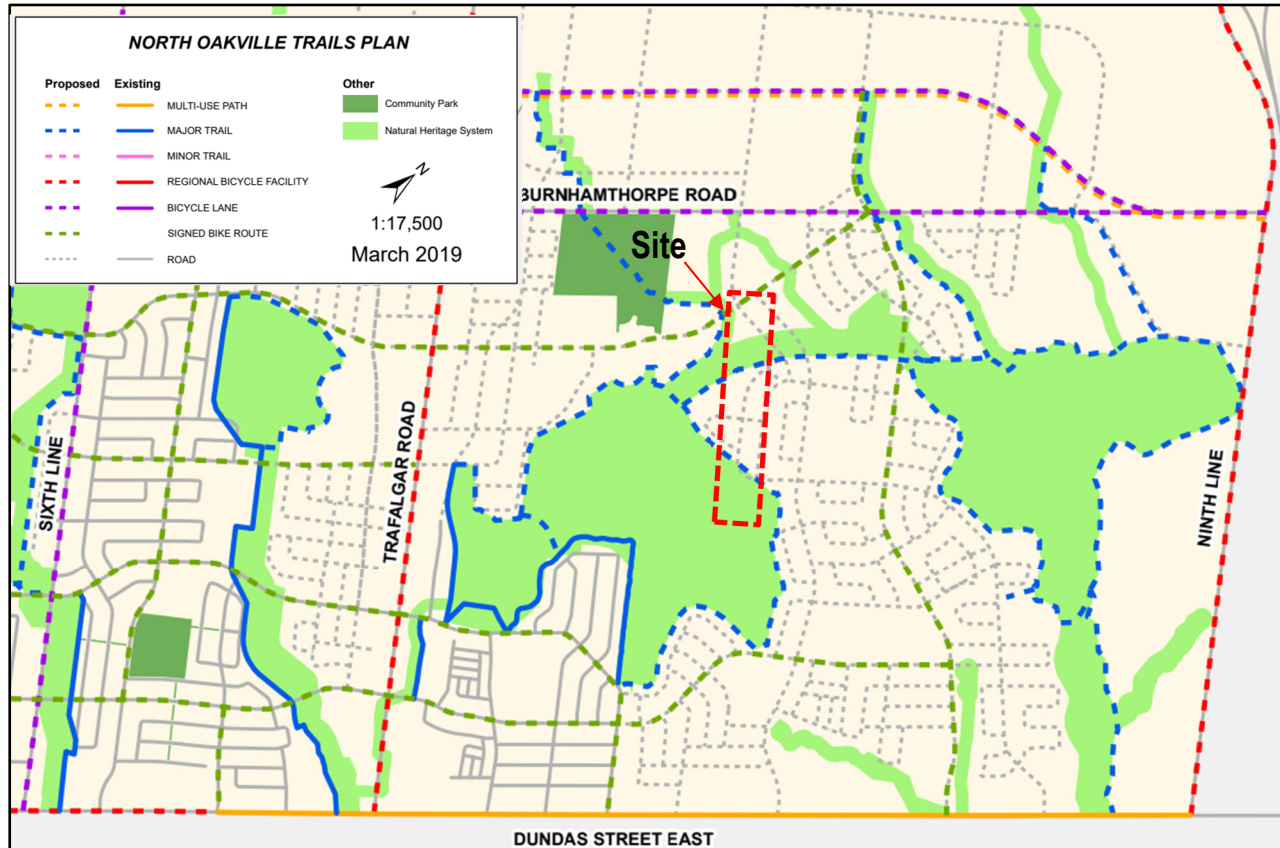 NORTH OAKVILLE TRAILS PLAN
Proposed Existing Other
MULTI-USE PATH
Community Park
MAJOR TRAIL
Natural Heritage System
MINOR TRAIL
REGIONAL BICYCLE FACILITY
N
BICYCLE LANE
1:17,500
SIGNED BIKE ROUTE
March 2019
ROAD
BURNHAMTHORPE ROAD
Site
SIXTH LINE
TRAFALGAR ROAD
NINTH LINE
DUNDAS STREET EAST